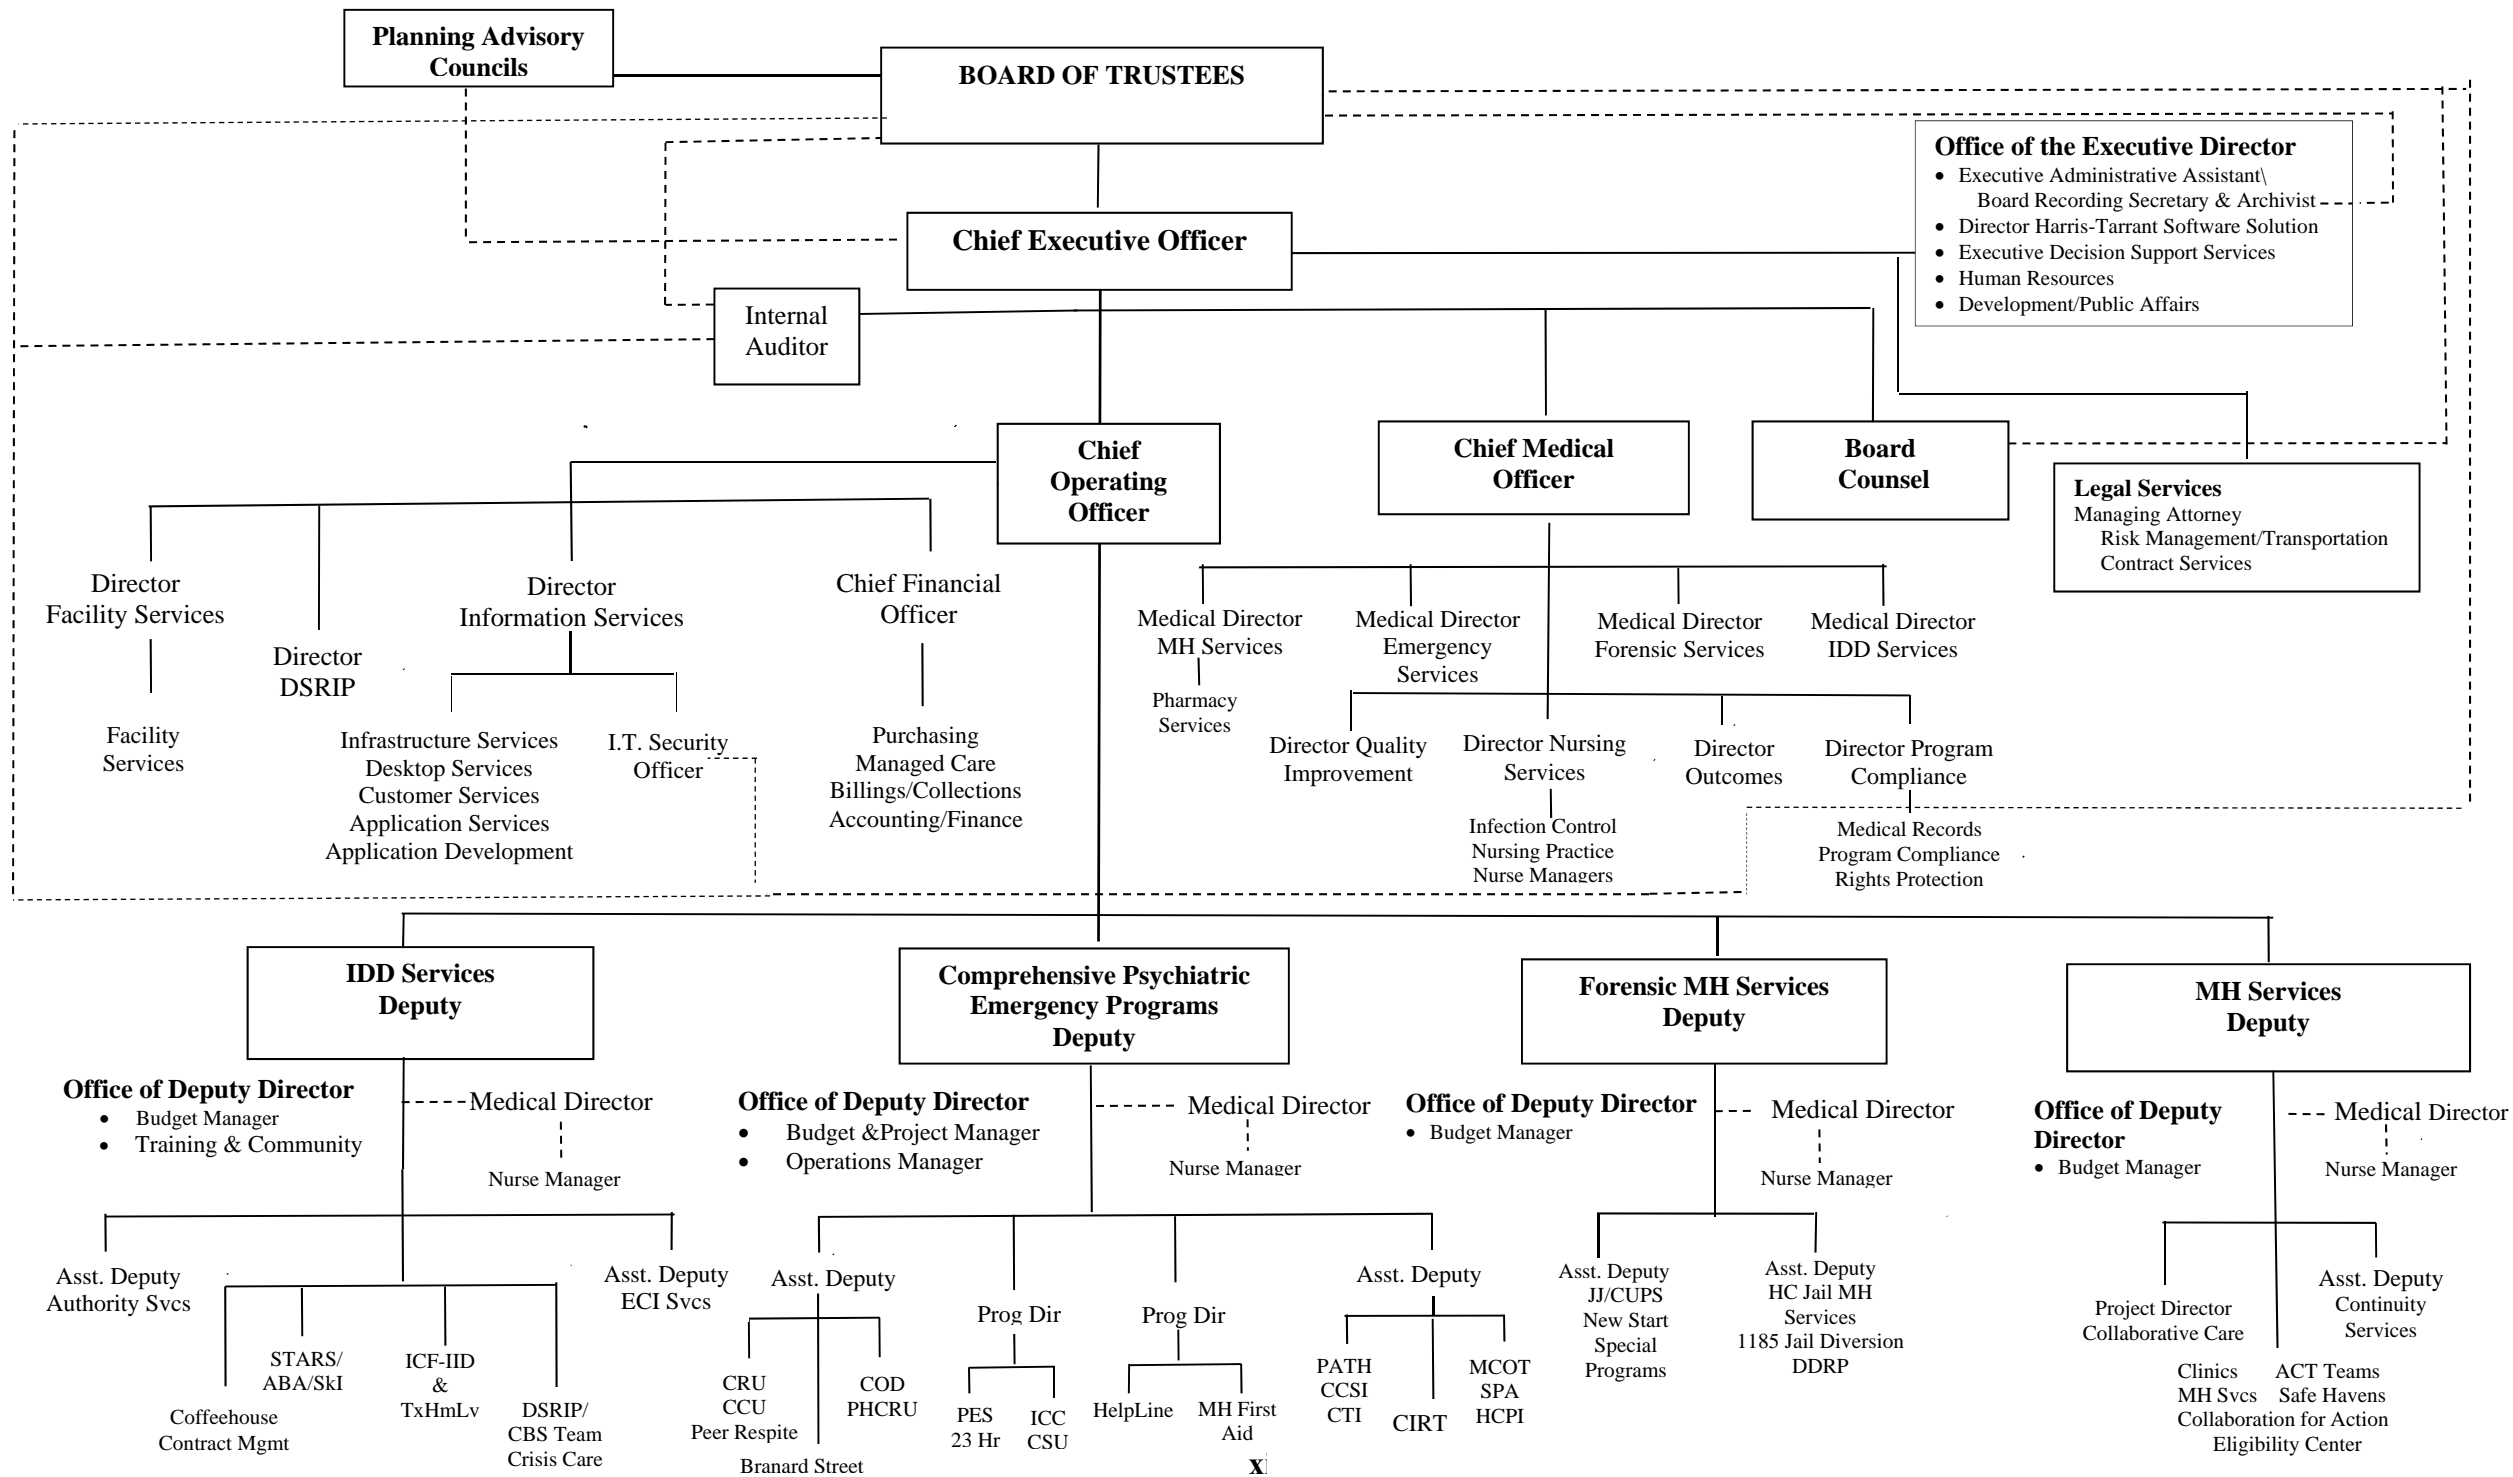 Planning Advisory
Councils
BOARD OF TRUSTEES
Office of the Executive Director
• Executive Administrative Assistant\
Board Recording Secretary & Archivist
• Director Harris-Tarrant Software Solution
• Executive Decision Support Services
• Human Resources
• Development/Public Affairs
Chief Executive Officer
Internal
Auditor
Chief
Operating
Officer
Chief Medical
Officer
Board
Counsel
Legal Services
Managing Attorney
Risk Management/Transportation
Contract Services
Director
Facility Services
Director
DSRIP
Director
Information Services
Chief Financial
Officer
Facility
Services
Infrastructure Services
Desktop Services
Customer Services
Application Services
Application Development
I.T. Security
Officer
Purchasing
Managed Care
Billings/Collections
Accounting/Finance
Medical Director
MH Services
Pharmacy
Services
Medical Director
Emergency
Services
Medical Director
Forensic Services
Medical Director
IDD Services
Director Quality
Improvement
Director Nursing
Services
Director
Outcomes
Director Program
Compliance
Infection Control
Nursing Practice
Nurse Managers
Medical Records
Program Compliance
Rights Protection
IDD Services
Deputy
Comprehensive Psychiatric
Emergency Programs
Deputy
Forensic MH Services
Deputy
MH Services
Deputy
Office of Deputy Director
• Budget Manager
• Training & Community
Medical Director
Nurse Manager
Office of Deputy Director
• Budget &Project Manager
• Operations Manager
Medical Director
Nurse Manager
Office of Deputy Director
• Budget Manager
Medical Director
Nurse Manager
Office of Deputy
Director
• Budget Manager
Medical Director
Nurse Manager
Asst. Deputy
Authority Svcs
Coffeehouse
Contract Mgmt
STARS/
ABA/SkI
ICF-IID
&
TxHmLv
DSRIP/
CBS Team
Crisis Care
Asst. Deputy
ECI Svcs
Asst. Deputy
CRU
CCU
Peer Respite
Branard Street
COD
PHCRU
Prog Dir
PES
23 Hr
ICC
CSU
Prog Dir
HelpLine
MH First
Aid
Asst. Deputy
PATH
CCSI
CTI
CIRT
MCOT
SPA
HCPI
Asst. Deputy
JJ/CUPS
New Start
Special
Programs
Asst. Deputy
HC Jail MH
Services
1185 Jail Diversion
DDRP
Project Director
Collaborative Care
Asst. Deputy
Continuity
Services
Clinics ACT Teams
MH Svcs Safe Havens
Collaboration for Action
Eligibility Center